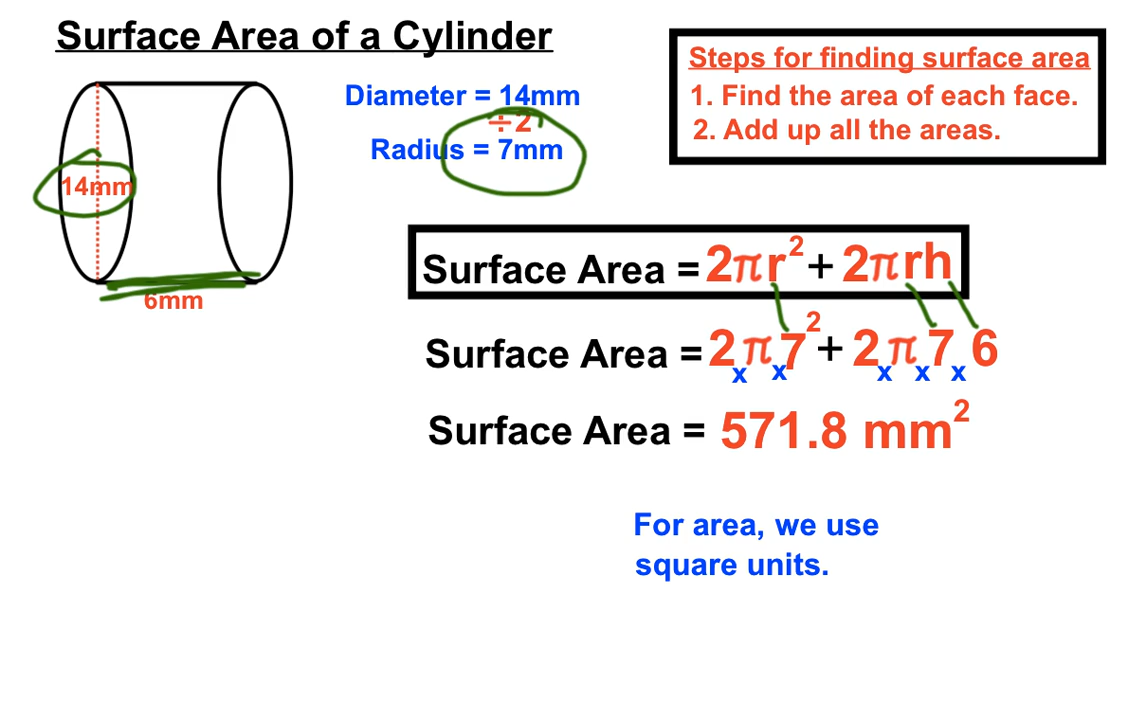 Surface Area of a Cylinder
Diameter = 14mm
÷2
Radius = 7mm
14mm
6mm
Steps for finding surface area
1. Find the area of each face.
2. Add up all the areas.
Surface Area = 2πr² + 2πrh
Surface Area = 2xπx7² + 2xπx7x6
Surface Area = 571.8 mm²
For area, we use
square units.